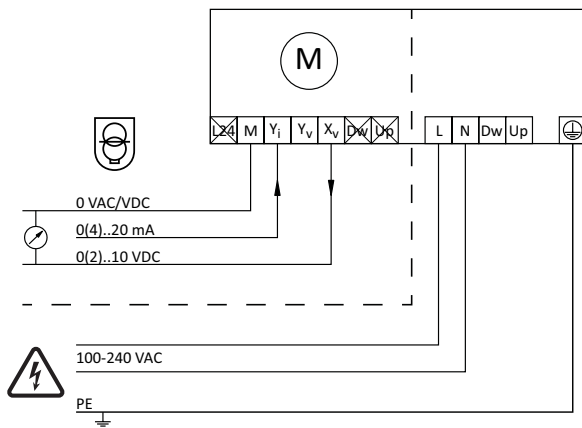 M
L24 M Yi Yv Xv Dw Up L N Dw Up
0 VAC/VDC
0(4)..20 mA
0(2)..10 VDC
100-240 VAC
PE